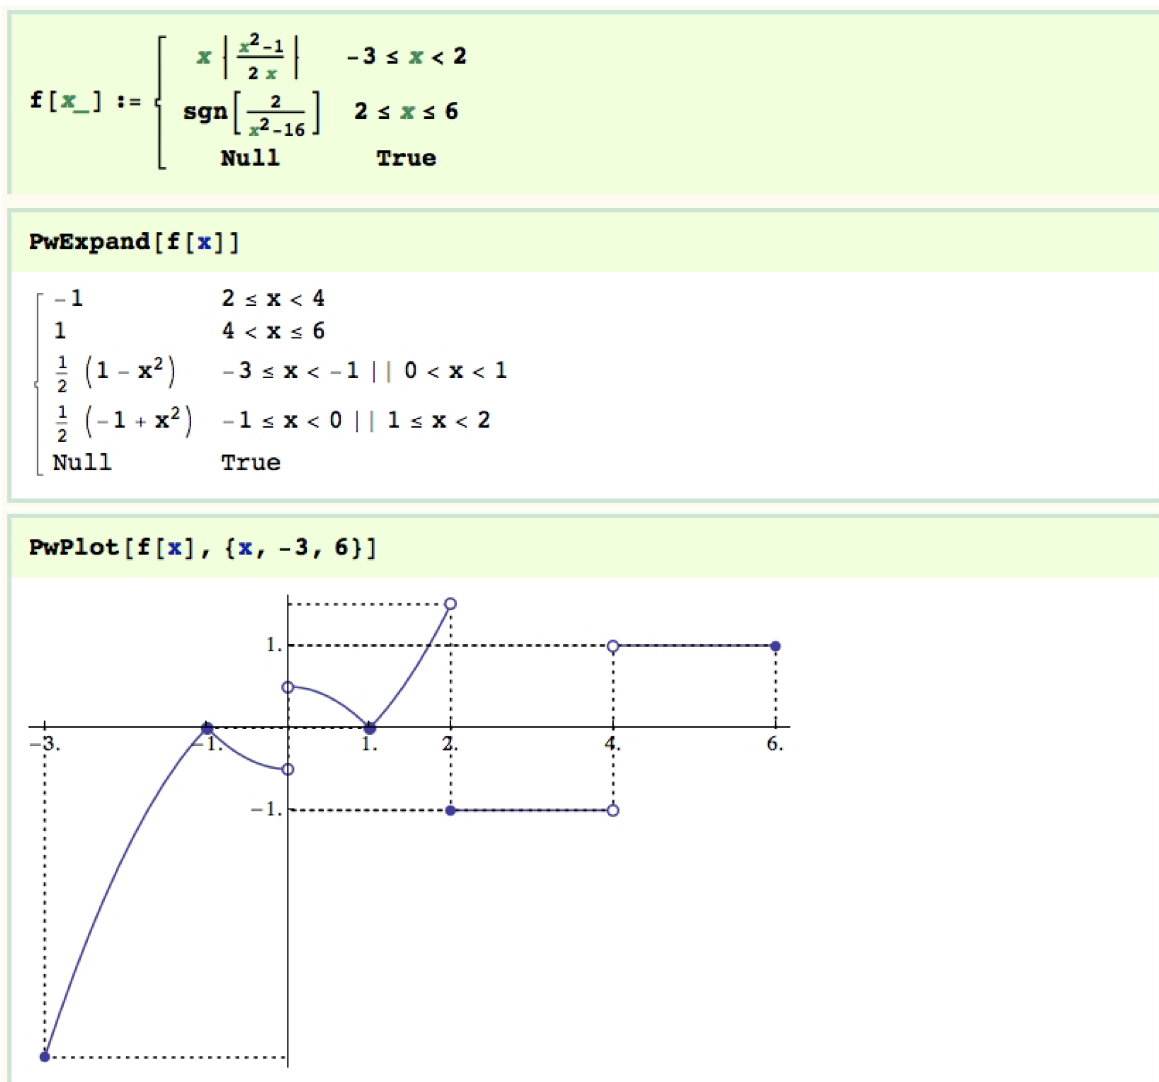 f[x_] := { x |(x²-1)/(2 x)|   -3 ≤ x < 2
sgn[2/(x²-16)]   2 ≤ x ≤ 6
Null   True
PwExpand[f[x]]
-1   2 ≤ x < 4
1   4 < x ≤ 6
1/2 (1 - x²)   -3 ≤ x < -1 || 0 < x < 1
1/2 (-1 + x²)   -1 ≤ x < 0 || 1 ≤ x < 2
Null   True
PwPlot[f[x], {x, -3, 6}]
1.
-3.   -1.   1.   2.   4.   6.
-1.